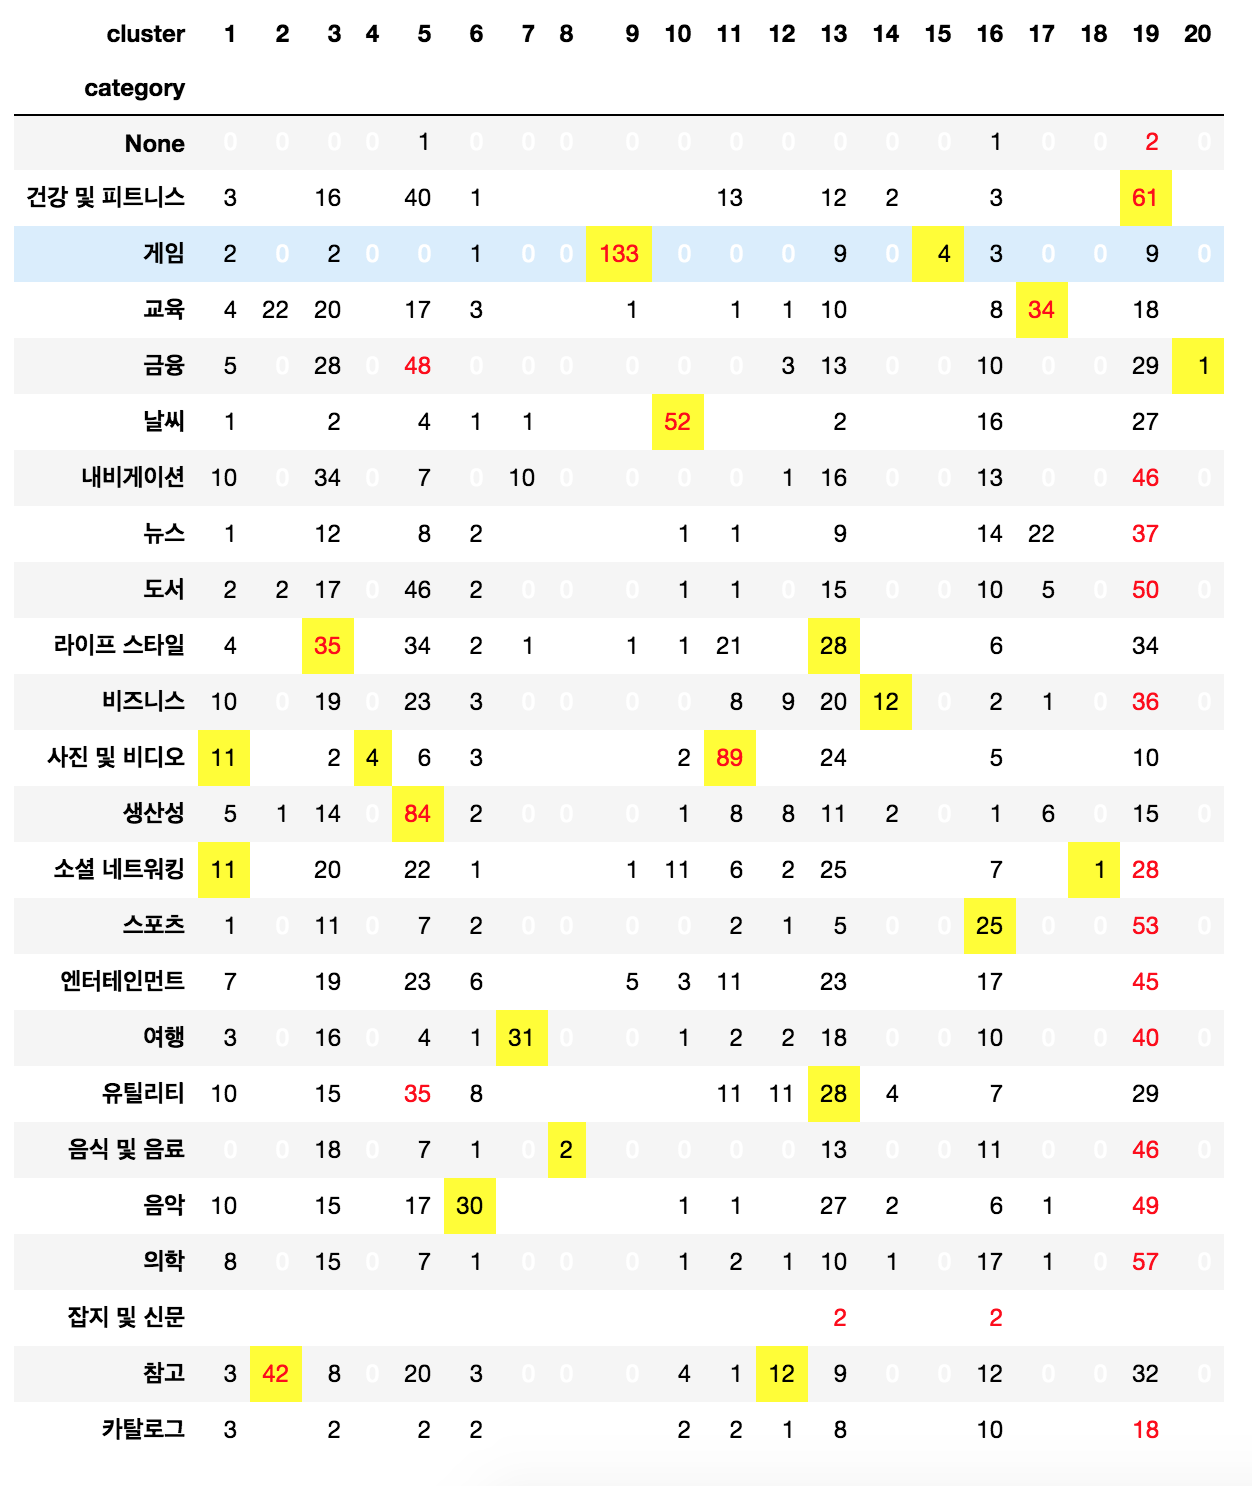 cluster 1 2 3 4 5 6 7 8 9 10 11 12 13 14 15 16 17 18 19 20
category
None 0 0 0 0 1 0 0 0 0 0 0 0 0 0 0 1 0 0 2 0
건강 및 피트니스 3 16 40 1 13 12 2 3 61
게임 2 0 2 0 0 1 0 0 133 0 0 0 9 0 4 3 0 0 9 0
교육 4 22 20 17 3 1 1 1 10 8 34 18
금융 5 0 28 0 48 0 0 0 0 0 0 3 13 0 0 10 0 0 29 1
날씨 1 2 4 1 1 52 2 16 27
내비게이션 10 0 34 0 7 0 10 0 0 0 0 1 16 0 0 13 0 0 46 0
뉴스 1 12 8 2 1 1 9 14 22 37
도서 2 2 17 0 46 2 0 0 0 1 1 0 15 0 0 10 5 0 50 0
라이프 스타일 4 35 34 2 1 1 1 21 28 6 34
비즈니스 10 0 19 0 23 3 0 0 0 0 8 9 20 12 0 2 1 0 36 0
사진 및 비디오 11 2 4 6 3 2 89 24 5 10
생산성 5 1 14 0 84 2 0 0 0 1 8 8 11 2 0 1 6 0 15 0
소셜 네트워킹 11 20 22 1 1 11 6 2 25 7 1 28
스포츠 1 0 11 0 7 2 0 0 0 0 2 1 5 0 0 25 0 0 53 0
엔터테인먼트 7 19 23 6 5 3 11 23 17 45
여행 3 0 16 0 4 1 31 0 0 1 2 2 18 0 0 10 0 0 40 0
유틸리티 10 15 35 8 11 11 28 4 7 29
음식 및 음료 0 0 18 0 7 1 0 2 0 0 0 0 13 0 0 11 0 0 46 0
음악 10 15 17 30 1 1 27 2 6 1 49
의학 8 0 15 0 7 1 0 0 0 1 2 1 10 1 0 17 1 0 57 0
잡지 및 신문 2 2
참고 3 42 8 0 20 3 0 0 0 4 1 12 9 0 0 12 0 0 32 0
카탈로그 3 2 2 2 2 2 1 8 10 18